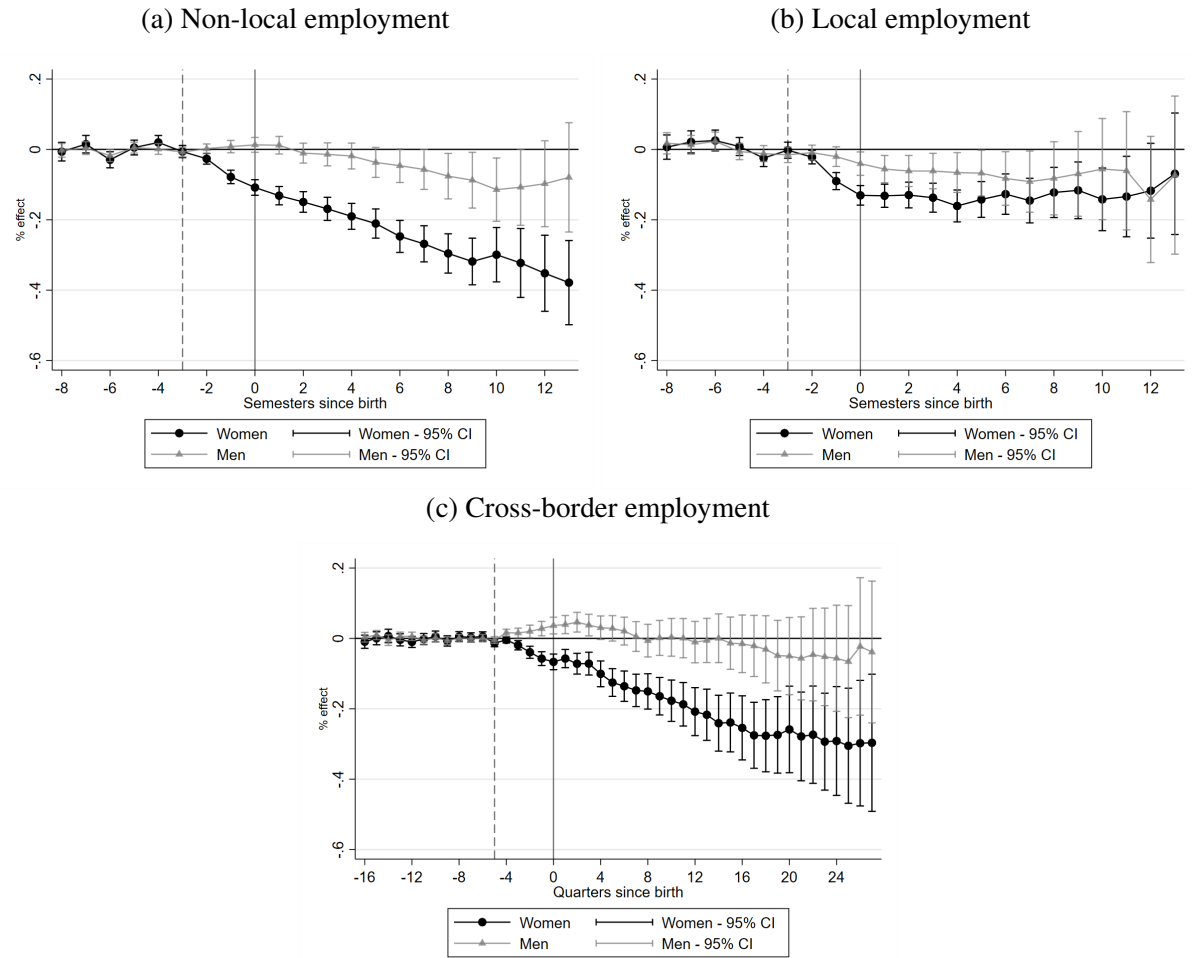 (a) Non-local employment
.2
0
-.2
-.4
-.6
% effect
-8 -6 -4 -2 0 2 4 6 8 10 12
Semesters since birth
Women Women - 95% CI
Men Men - 95% CI
(b) Local employment
.2
0
-.2
-.4
-.6
% effect
-8 -6 -4 -2 0 2 4 6 8 10 12
Semesters since birth
Women Women - 95% CI
Men Men - 95% CI
(c) Cross-border employment
.2
0
-.2
-.4
-.6
% effect
-16 -12 -8 -4 0 4 8 12 16 20 24
Quarters since birth
Women Women - 95% CI
Men Men - 95% CI